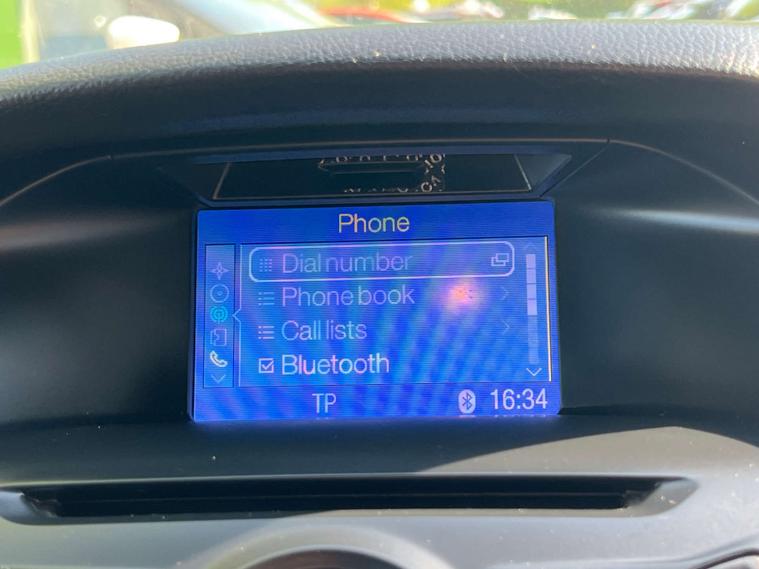 Phone
Dial number
Phone book
Call lists
Bluetooth
TP
16:34